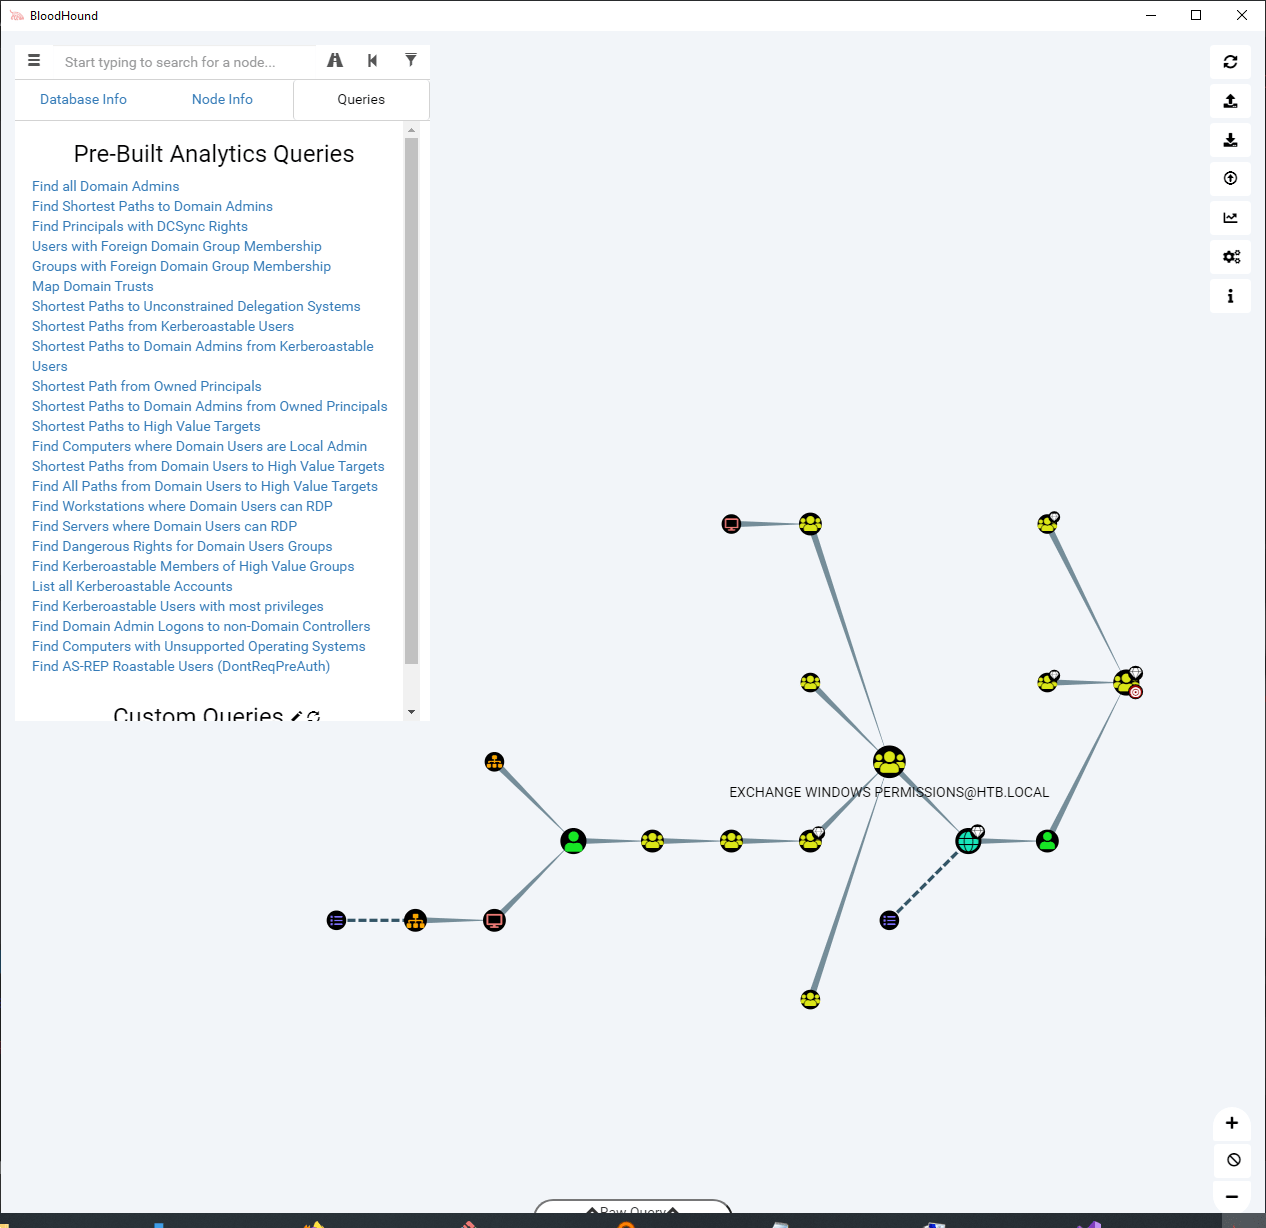 BloodHound
Start typing to search for a node...
Database Info
Node Info
Queries
Pre-Built Analytics Queries
Find all Domain Admins
Find Shortest Paths to Domain Admins
Find Principals with DCSync Rights
Users with Foreign Domain Group Membership
Groups with Foreign Domain Group Membership
Map Domain Trusts
Shortest Paths to Unconstrained Delegation Systems
Shortest Paths from Kerberoastable Users
Shortest Paths to Domain Admins from Kerberoastable
Users
Shortest Path from Owned Principals
Shortest Paths to Domain Admins from Owned Principals
Shortest Paths to High Value Targets
Find Computers where Domain Users are Local Admin
Shortest Paths from Domain Users to High Value Targets
Find All Paths from Domain Users to High Value Targets
Find Workstations where Domain Users can RDP
Find Servers where Domain Users can RDP
Find Dangerous Rights for Domain Users Groups
Find Kerberoastable Members of High Value Groups
List all Kerberoastable Accounts
Find Kerberoastable Users with most privileges
Find Domain Admin Logons to non-Domain Controllers
Find Computers with Unsupported Operating Systems
Find AS-REP Roastable Users (DontReqPreAuth)
Custom Queries
EXCHANGE WINDOWS PERMISSIONS@HTB.LOCAL
Raw Query